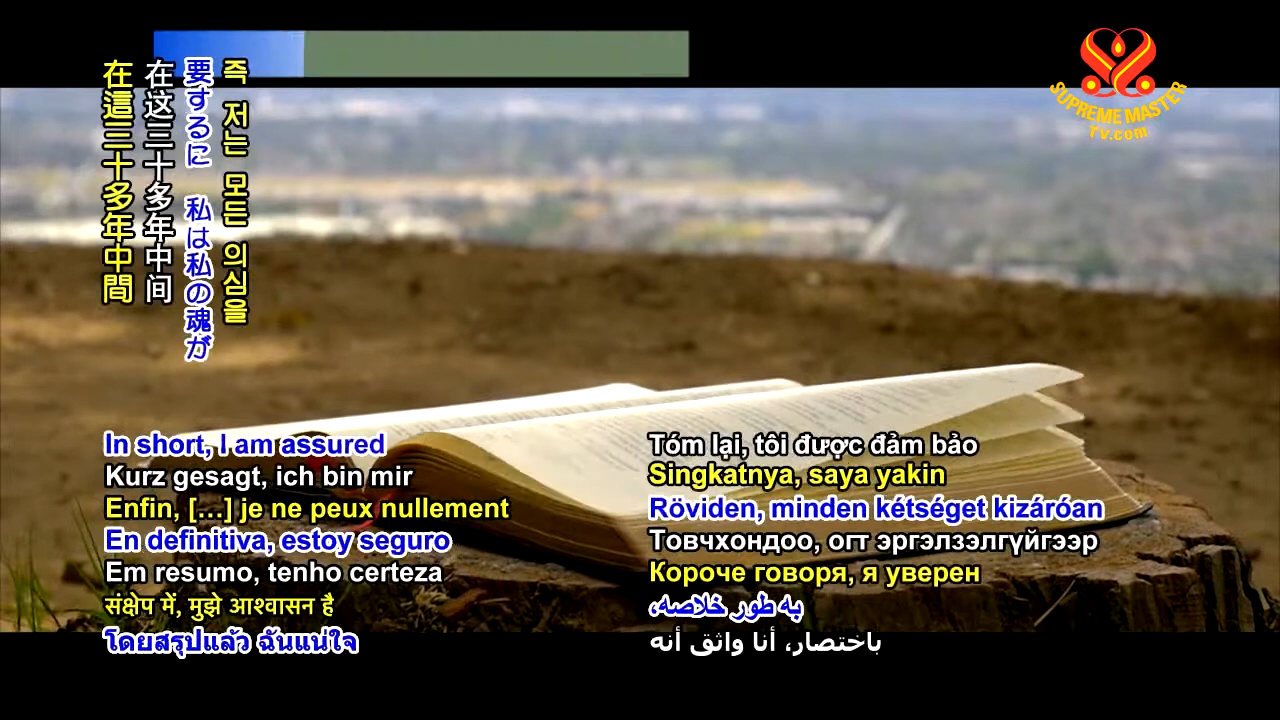 在這三十多年中間
在这三十多年中间
要するに 私は私の魂が
즉 저는 모든 의심을
SUPREME MASTER
TV.com
In short, I am assured
Kurz gesagt, ich bin mir
Enfin, […] je ne peux nullement
En definitiva, estoy seguro
Em resumo, tenho certeza
संक्षेप में, मुझे आश्वासन है
โดยสรุปแล้ว ฉันแน่ใจ
Tóm lại, tôi được đảm bảo
Singkatnya, saya yakin
Röviden, minden kétséget kizáróan
Товчхондоо, огт эргэлзэлгүйгээр
Короче говоря, я уверен
به طور خلاصه،
باختصار، أنا واثق أنه